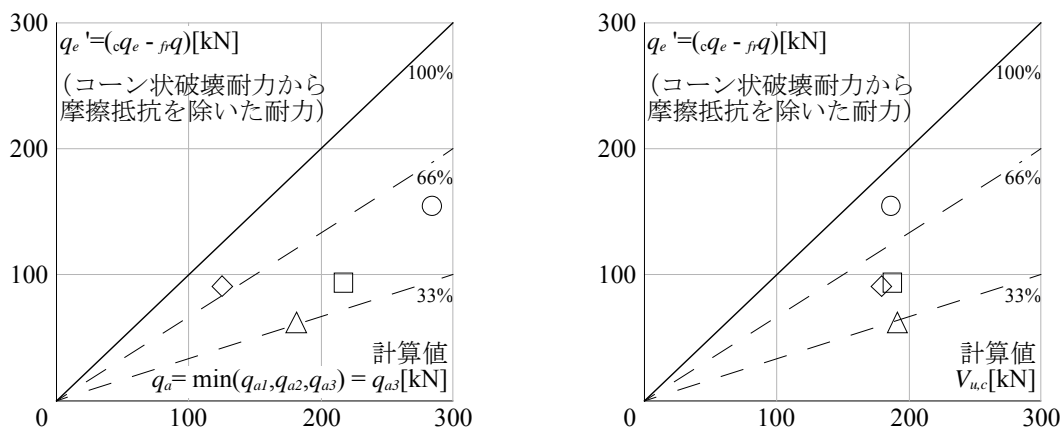 300
q_e '=(_cq_e - _frq)[kN]
(コーン状破壊耐力から
摩擦抵抗を除いた耐力)
100%
200
66%
100
33%
計算値
q_a= min(q_a1,q_a2,q_a3) = q_a3[kN]
0 100 200 300
300
q_e '=(_cq_e - _frq)[kN]
(コーン状破壊耐力から
摩擦抵抗を除いた耐力)
100%
200
66%
100
33%
計算値
V_u,c[kN]
0 100 200 300